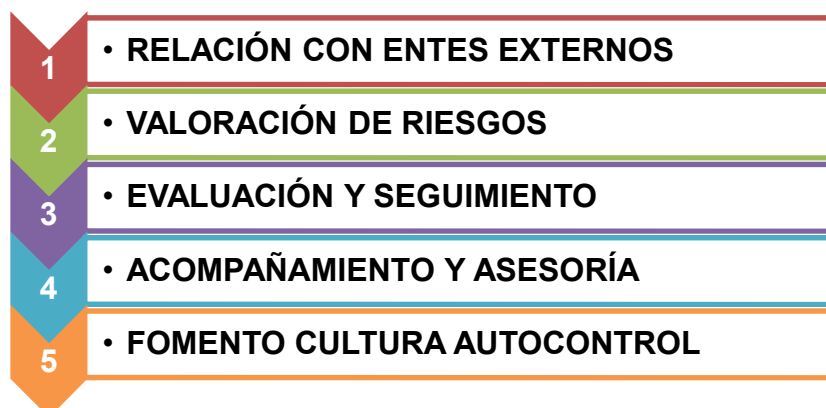 1 • RELACIÓN CON ENTES EXTERNOS
2 • VALORACIÓN DE RIESGOS
3 • EVALUACIÓN Y SEGUIMIENTO
4 • ACOMPAÑAMIENTO Y ASESORÍA
5 • FOMENTO CULTURA AUTOCONTROL